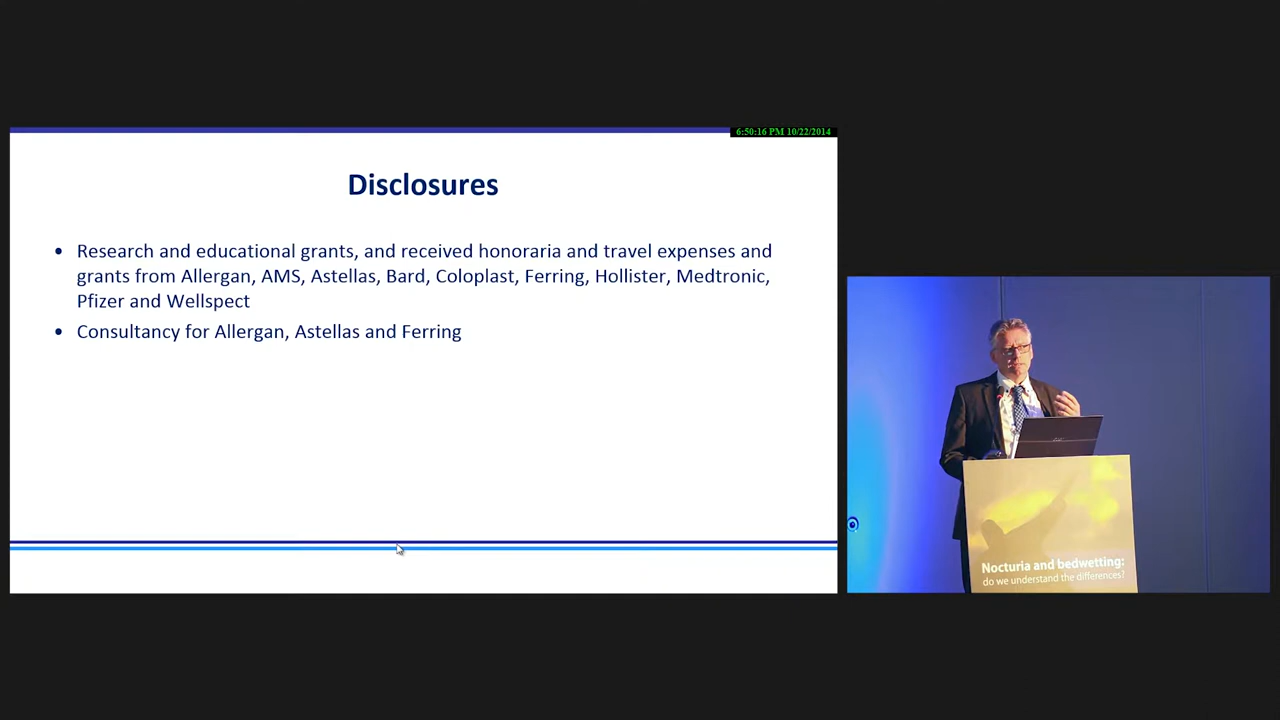 6:50:16 PM 10/22/2014
Disclosures
• Research and educational grants, and received honoraria and travel expenses and
grants from Allergan, AMS, Astellas, Bard, Coloplast, Ferring, Hollister, Medtronic,
Pfizer and Wellspect
• Consultancy for Allergan, Astellas and Ferring
Nocturia and bedwetting:
do we understand the differences?